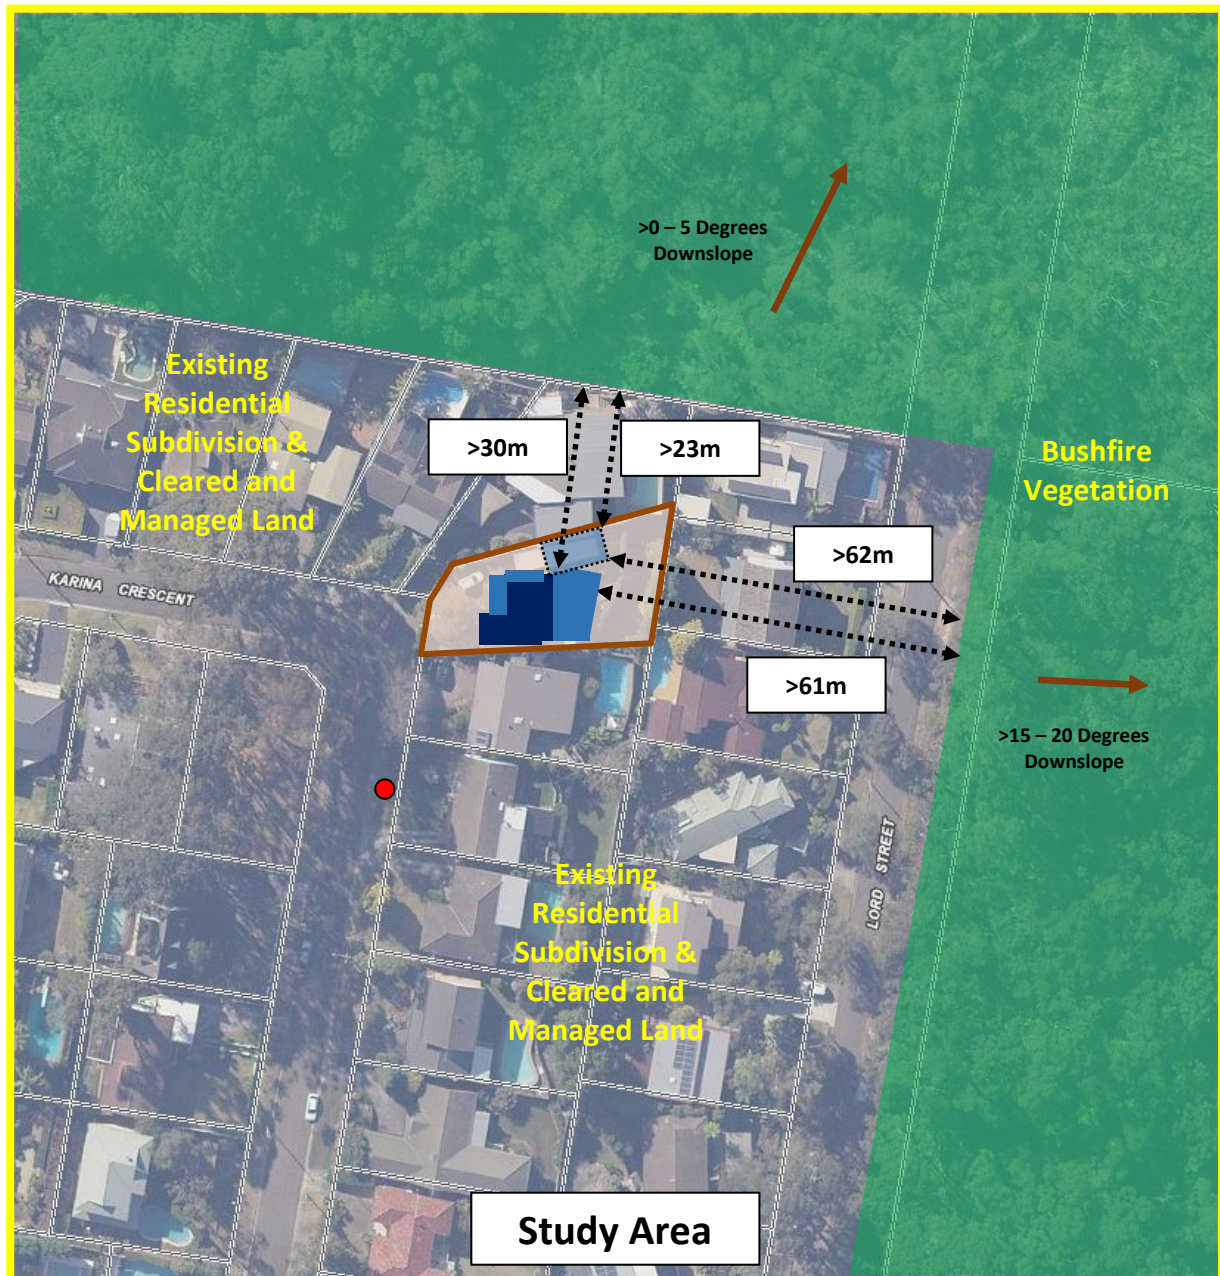 >0 – 5 Degrees
Downslope
Existing
Residential
Subdivision &
Cleared and
Managed Land
>30m
>23m
Bushfire
Vegetation
>62m
KARINA CRESCENT
>61m
>15 – 20 Degrees
Downslope
LORD STREET
Existing
Residential
Subdivision &
Cleared and
Managed Land
Study Area